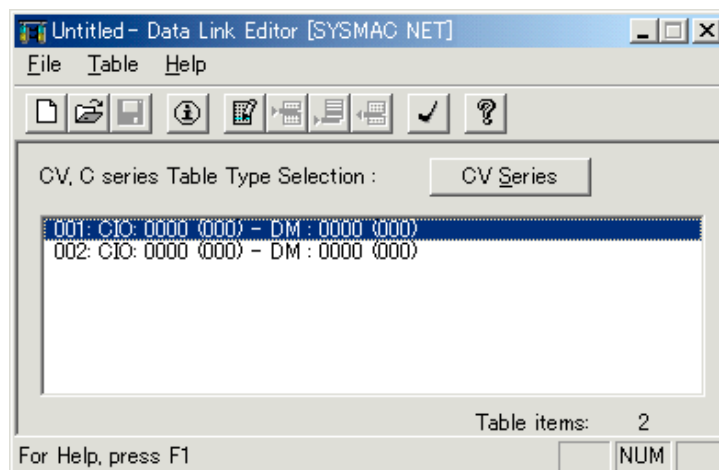 Untitled - Data Link Editor [SYSMAC NET]
File Table Help
CV, C series Table Type Selection : CV Series
001: CIO: 0000 (000) - DM : 0000 (000)
002: CIO: 0000 (000) - DM : 0000 (000)
Table items: 2
For Help, press F1 NUM